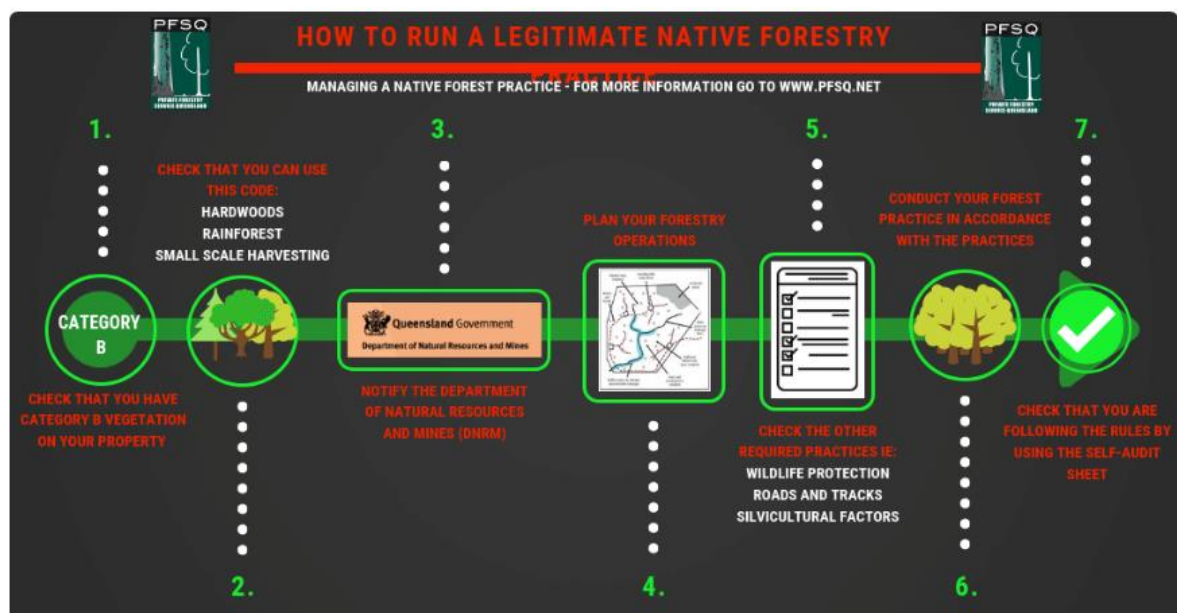 PFSQ
PRIVATE FORESTRY
SERVICE QUEENSLAND
HOW TO RUN A LEGITIMATE NATIVE FORESTRY
PRACTICE
MANAGING A NATIVE FOREST PRACTICE - FOR MORE INFORMATION GO TO WWW.PFSQ.NET
PFSQ
PRIVATE FORESTRY
SERVICE QUEENSLAND
1.
CATEGORY
B
CHECK THAT YOU HAVE
CATEGORY B VEGETATION
ON YOUR PROPERTY
CHECK THAT YOU CAN USE
THIS CODE:
HARDWOODS
RAINFOREST
SMALL SCALE HARVESTING
2.
3.
Queensland Government
Department of Natural Resources and Mines
NOTIFY THE DEPARTMENT
OF NATURAL RESOURCES
AND MINES (DNRM)
PLAN YOUR FORESTRY
OPERATIONS
4.
5.
CHECK THE OTHER
REQUIRED PRACTICES IE:
WILDLIFE PROTECTION
ROADS AND TRACKS
SILVICULTURAL FACTORS
CONDUCT YOUR FOREST
PRACTICE IN ACCORDANCE
WITH THE PRACTICES
6.
7.
CHECK THAT YOU ARE
FOLLOWING THE RULES BY
USING THE SELF-AUDIT
SHEET